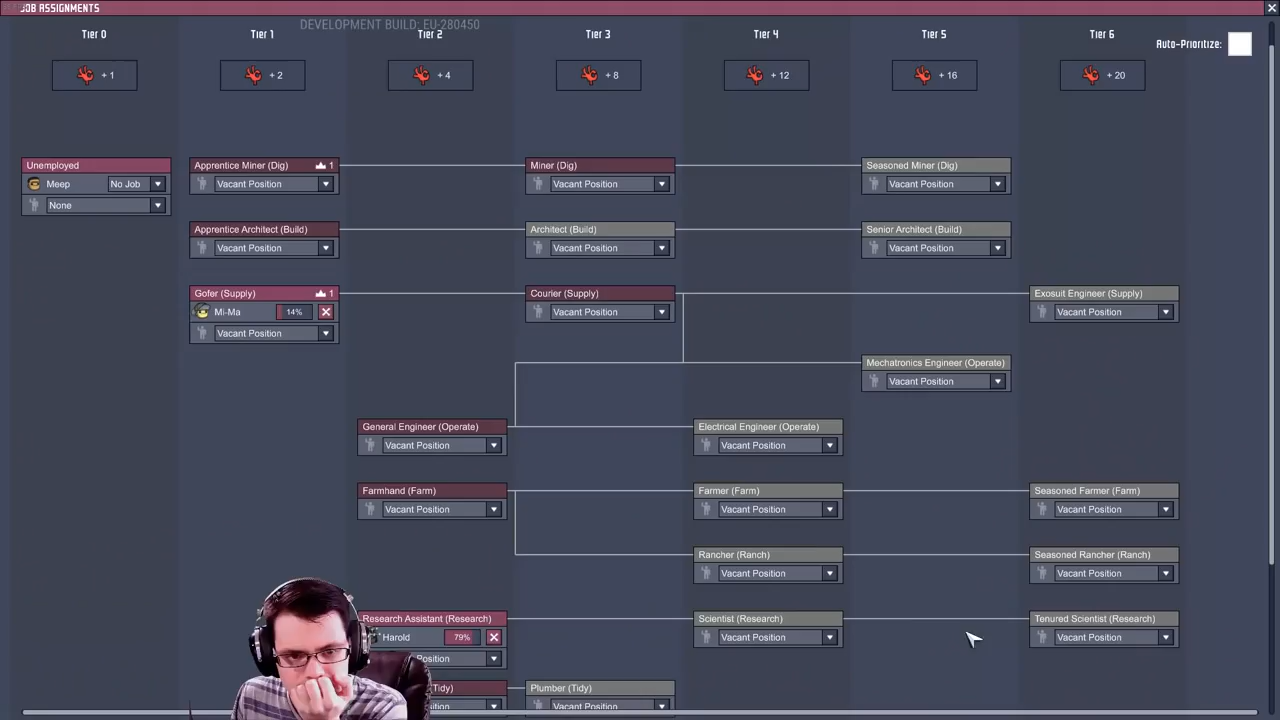 JOB ASSIGNMENTS
DEVELOPMENT BUILD: EU-280450
Tier 0
Tier 1
Tier 2
Tier 3
Tier 4
Tier 5
Tier 6
Auto-Prioritize:
+ 1
+ 2
+ 4
+ 8
+ 12
+ 16
+ 20
Unemployed
Meep No Job
None
Apprentice Miner (Dig) 1
Vacant Position
Miner (Dig)
Vacant Position
Seasoned Miner (Dig)
Vacant Position
Apprentice Architect (Build)
Vacant Position
Architect (Build)
Vacant Position
Senior Architect (Build)
Vacant Position
Gofer (Supply) 1
Mi-Ma 14%
Vacant Position
Courier (Supply)
Vacant Position
Exosuit Engineer (Supply)
Vacant Position
Mechatronics Engineer (Operate)
Vacant Position
General Engineer (Operate)
Vacant Position
Electrical Engineer (Operate)
Vacant Position
Farmhand (Farm)
Vacant Position
Farmer (Farm)
Vacant Position
Seasoned Farmer (Farm)
Vacant Position
Rancher (Ranch)
Vacant Position
Seasoned Rancher (Ranch)
Vacant Position
Research Assistant (Research)
Harold 79%
Position
Scientist (Research)
Vacant Position
Tenured Scientist (Research)
Vacant Position
(Tidy)
Position
Plumber (Tidy)
Vacant Position